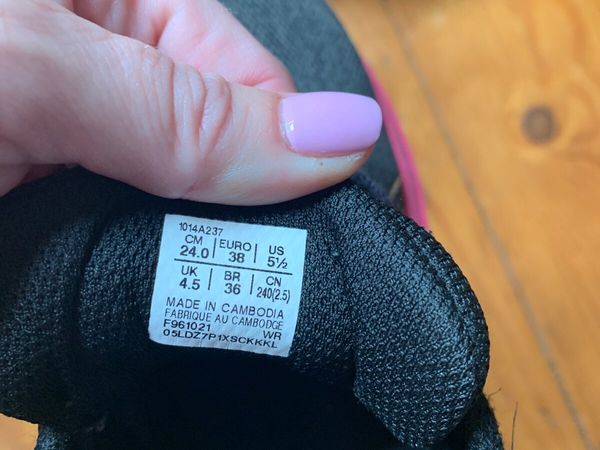 1014A237
CM EURO US
24.0 38 5½
UK BR CN
4.5 36 240(2.5)
MADE IN CAMBODIA
FABRIQUE AU CAMBODGE
F961021 WR
05LDZ7P1XSCKKKL